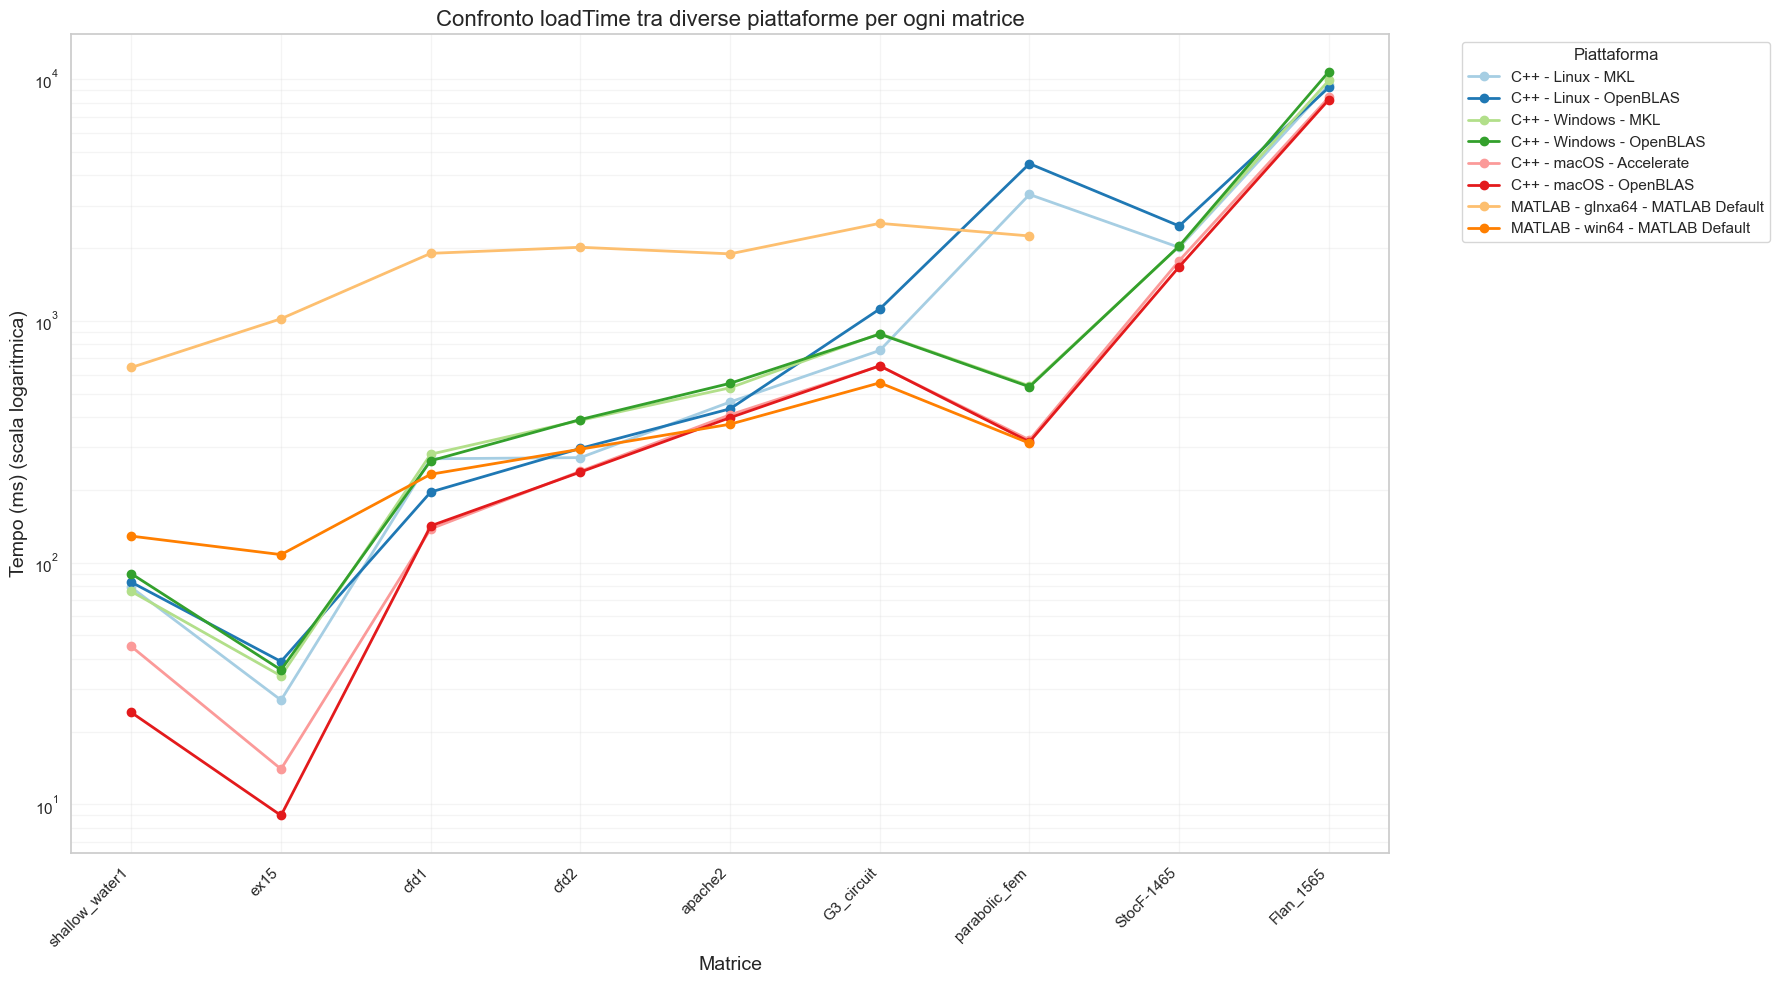 Confronto loadTime tra diverse piattaforme per ogni matrice
Tempo (ms) (scala logaritmica)
10^4
10^3
10^2
10^1
shallow_water1
ex15
cfd1
cfd2
apache2
G3_circuit
parabolic_fem
StocF-1465
Flan_1565
Matrice
Piattaforma
C++ - Linux - MKL
C++ - Linux - OpenBLAS
C++ - Windows - MKL
C++ - Windows - OpenBLAS
C++ - macOS - Accelerate
C++ - macOS - OpenBLAS
MATLAB - glnxa64 - MATLAB Default
MATLAB - win64 - MATLAB Default